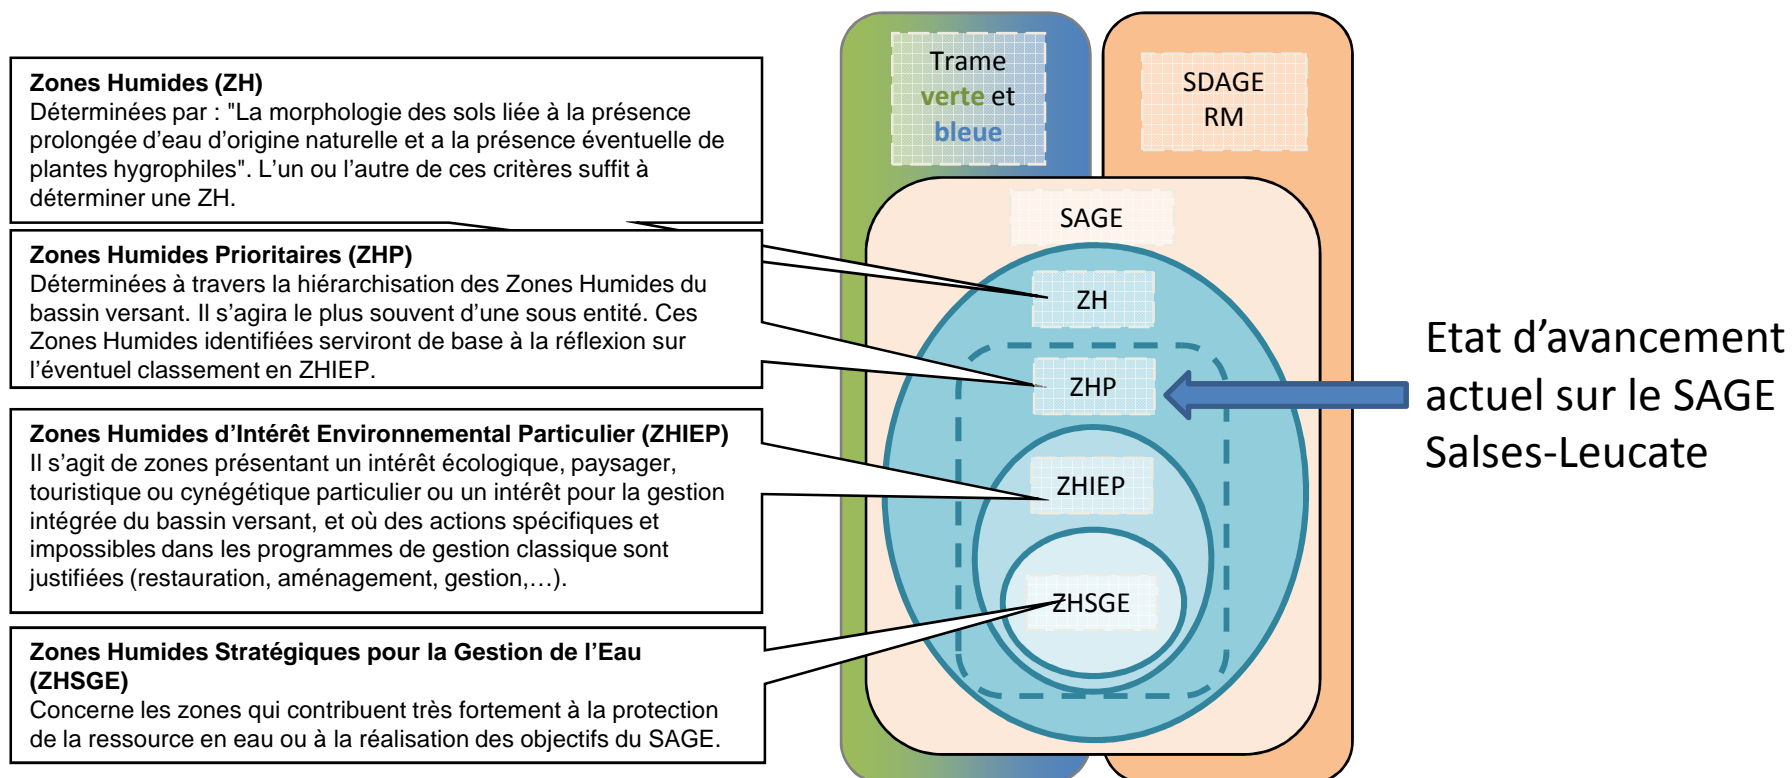 Zones Humides (ZH)
Déterminées par : "La morphologie des sols liée à la présence
prolongée d'eau d'origine naturelle et a la présence éventuelle de
plantes hygrophiles". L'un ou l'autre de ces critères suffit à
déterminer une ZH.
Zones Humides Prioritaires (ZHP)
Déterminées à travers la hiérarchisation des Zones Humides du
bassin versant. Il s'agira le plus souvent d'une sous entité. Ces
Zones Humides identifiées serviront de base à la réflexion sur
l'éventuel classement en ZHIEP.
Zones Humides d'Intérêt Environnemental Particulier (ZHIEP)
Il s'agit de zones présentant un intérêt écologique, paysager,
touristique ou cynégétique particulier ou un intérêt pour la gestion
intégrée du bassin versant, et où des actions spécifiques et
impossibles dans les programmes de gestion classique sont
justifiées (restauration, aménagement, gestion,…).
Zones Humides Stratégiques pour la Gestion de l'Eau
(ZHSGE)
Concerne les zones qui contribuent très fortement à la protection
de la ressource en eau ou à la réalisation des objectifs du SAGE.
Trame
verte et
bleue
SDAGE
RM
SAGE
ZH
ZHP
ZHIEP
ZHSGE
Etat d'avancement
actuel sur le SAGE
Salses-Leucate